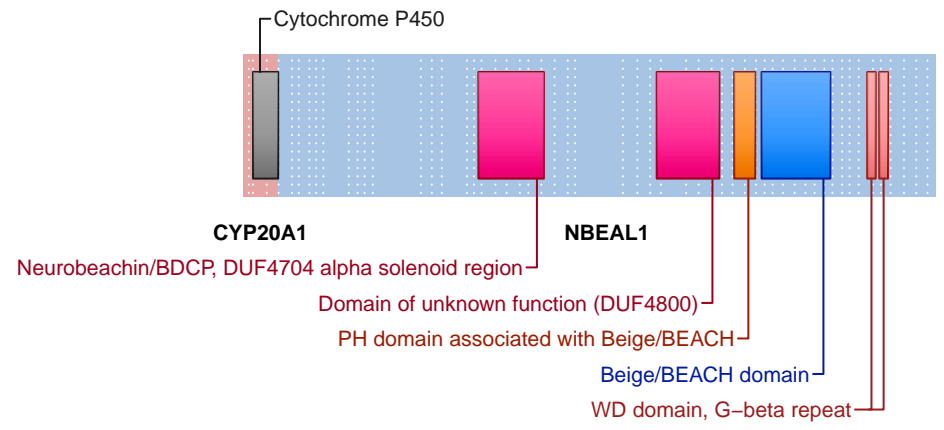 Cytochrome P450
CYP20A1
NBEAL1
Neurobeachin/BDCP, DUF4704 alpha solenoid region
Domain of unknown function (DUF4800)
PH domain associated with Beige/BEACH
Beige/BEACH domain
WD domain, G−beta repeat